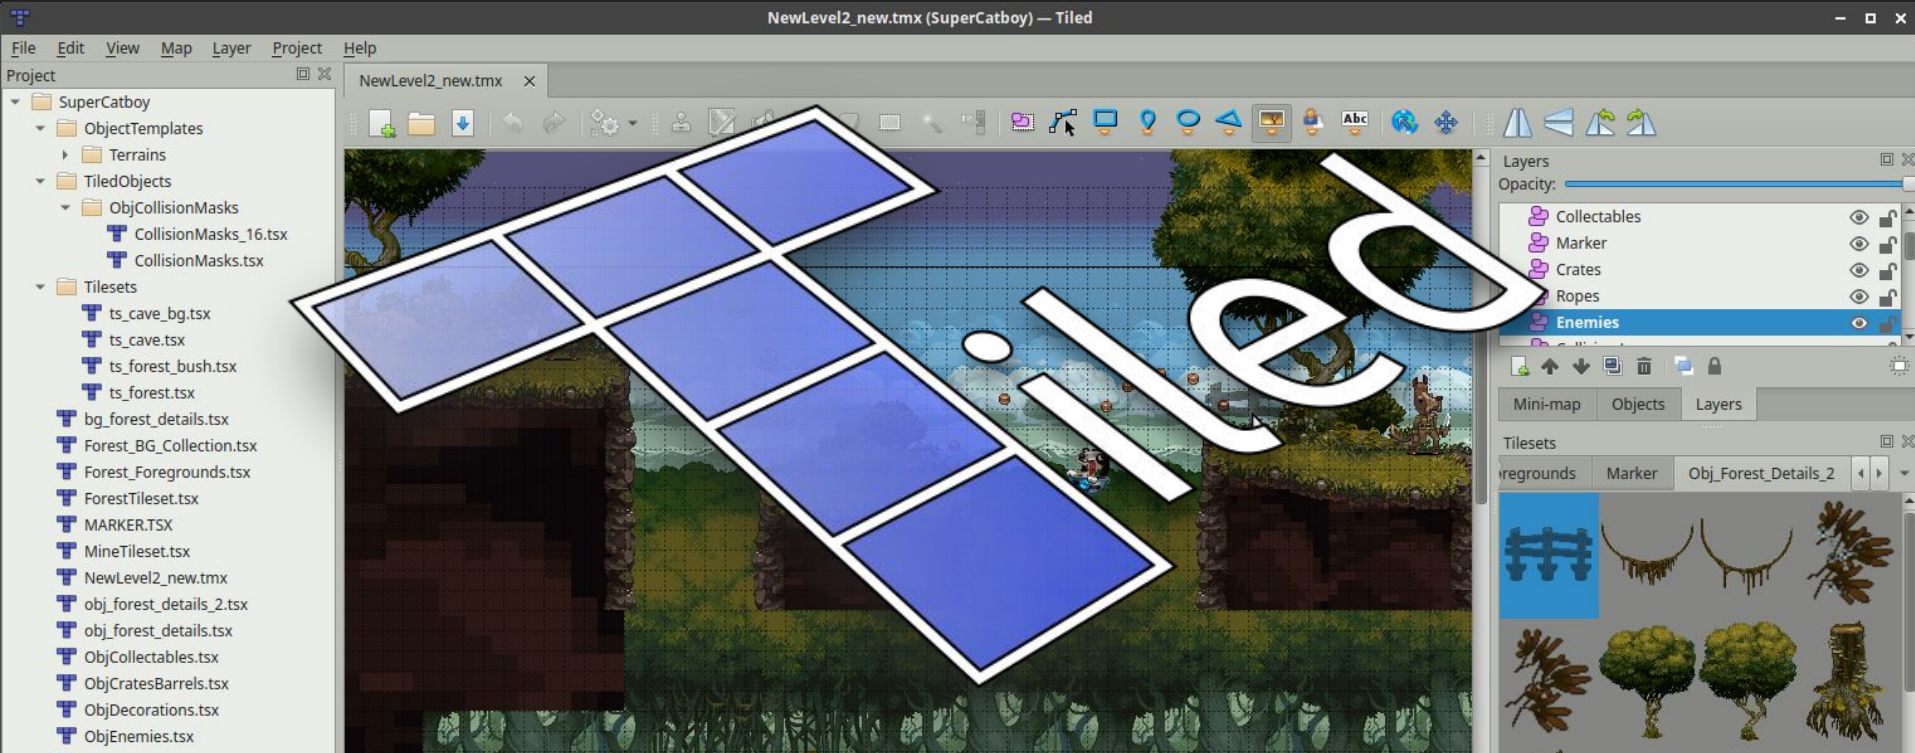 NewLevel2_new.tmx (SuperCatboy) — Tiled
File Edit View Map Layer Project Help
Project
SuperCatboy
ObjectTemplates
Terrains
TiledObjects
ObjCollisionMasks
CollisionMasks_16.tsx
CollisionMasks.tsx
Tilesets
ts_cave_bg.tsx
ts_cave.tsx
ts_forest_bush.tsx
ts_forest.tsx
bg_forest_details.tsx
Forest_BG_Collection.tsx
Forest_Foregrounds.tsx
ForestTileset.tsx
MARKER.TSX
MineTileset.tsx
NewLevel2_new.tmx
obj_forest_details_2.tsx
obj_forest_details.tsx
ObjCollectables.tsx
ObjCratesBarrels.tsx
ObjDecorations.tsx
ObjEnemies.tsx
NewLevel2_new.tmx
Abc
Tiled
Layers
Opacity:
Collectables
Marker
Crates
Ropes
Enemies
Mini-map Objects Layers
Tilesets
regrounds Marker Obj_Forest_Details_2